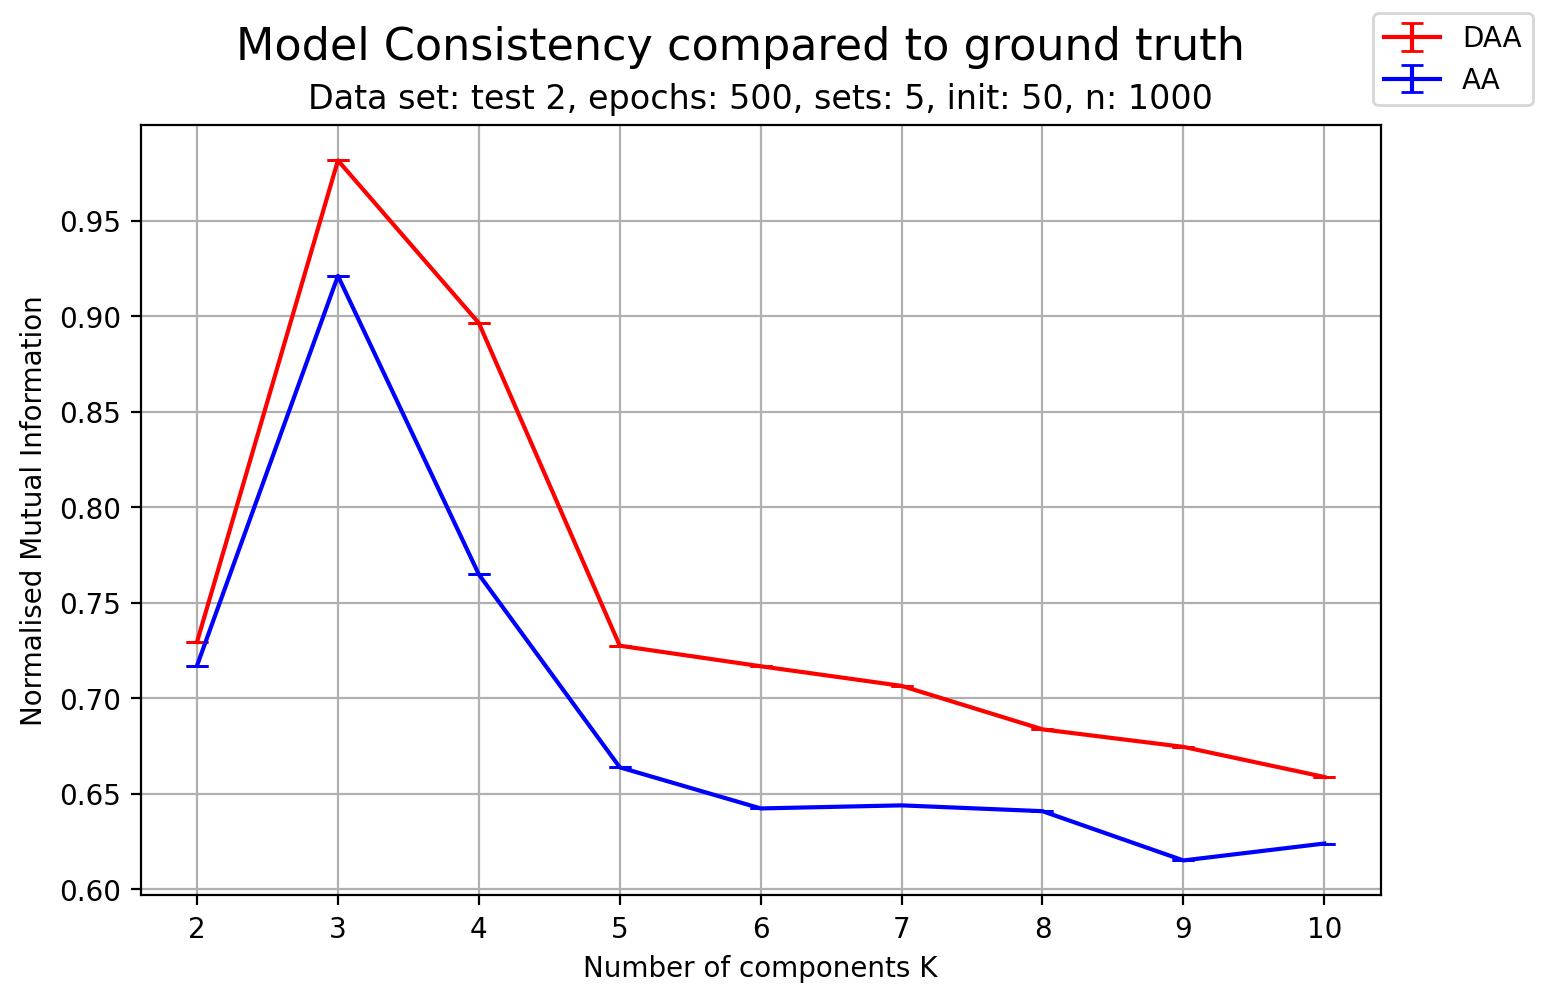 Model Consistency compared to ground truth
Data set: test 2, epochs: 500, sets: 5, init: 50, n: 1000
DAA
AA
Normalised Mutual Information
0.95
0.90
0.85
0.80
0.75
0.70
0.65
0.60
2 3 4 5 6 7 8 9 10
Number of components K